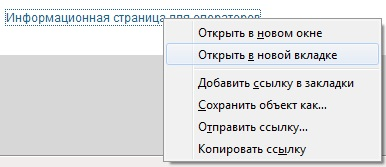 Информационная страница для операторов
Открыть в новом окне
Открыть в новой вкладке
Добавить ссылку в закладки
Сохранить объект как...
Отправить ссылку...
Копировать ссылку